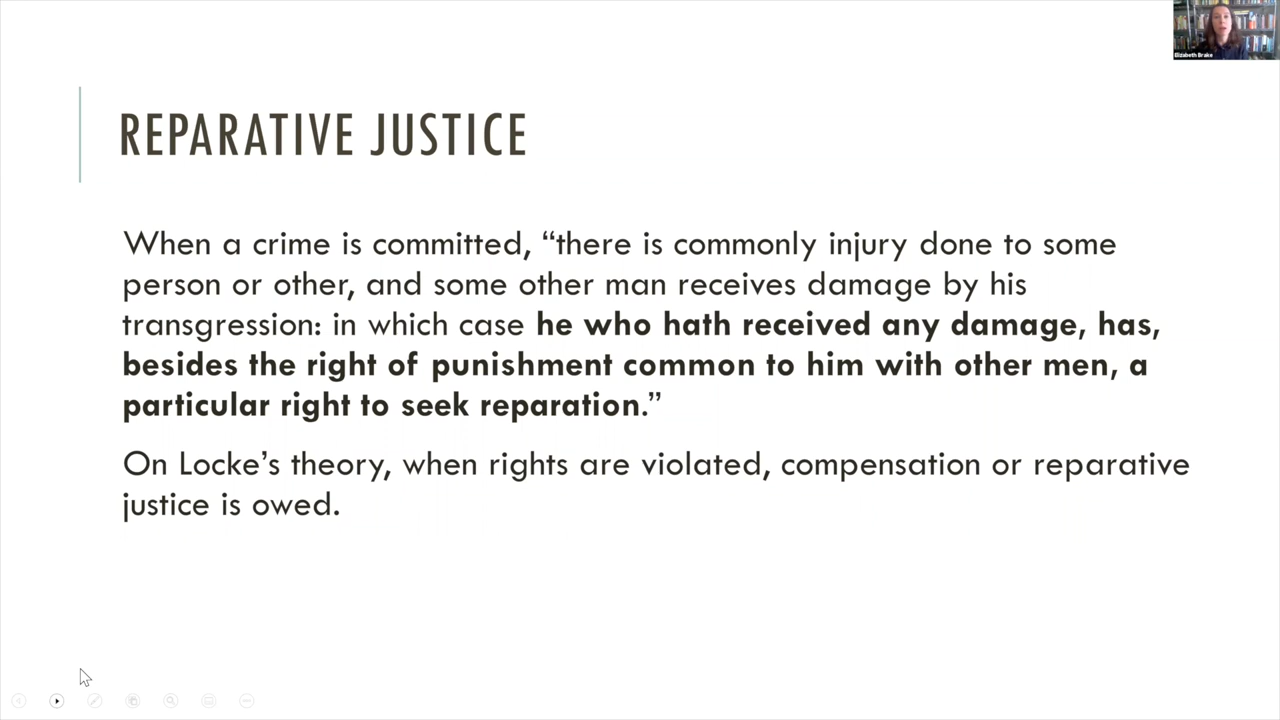 Elizabeth Brake
REPARATIVE JUSTICE
When a crime is committed, “there is commonly injury done to some
person or other, and some other man receives damage by his
transgression: in which case he who hath received any damage, has,
besides the right of punishment common to him with other men, a
particular right to seek reparation.”
On Locke’s theory, when rights are violated, compensation or reparative
justice is owed.